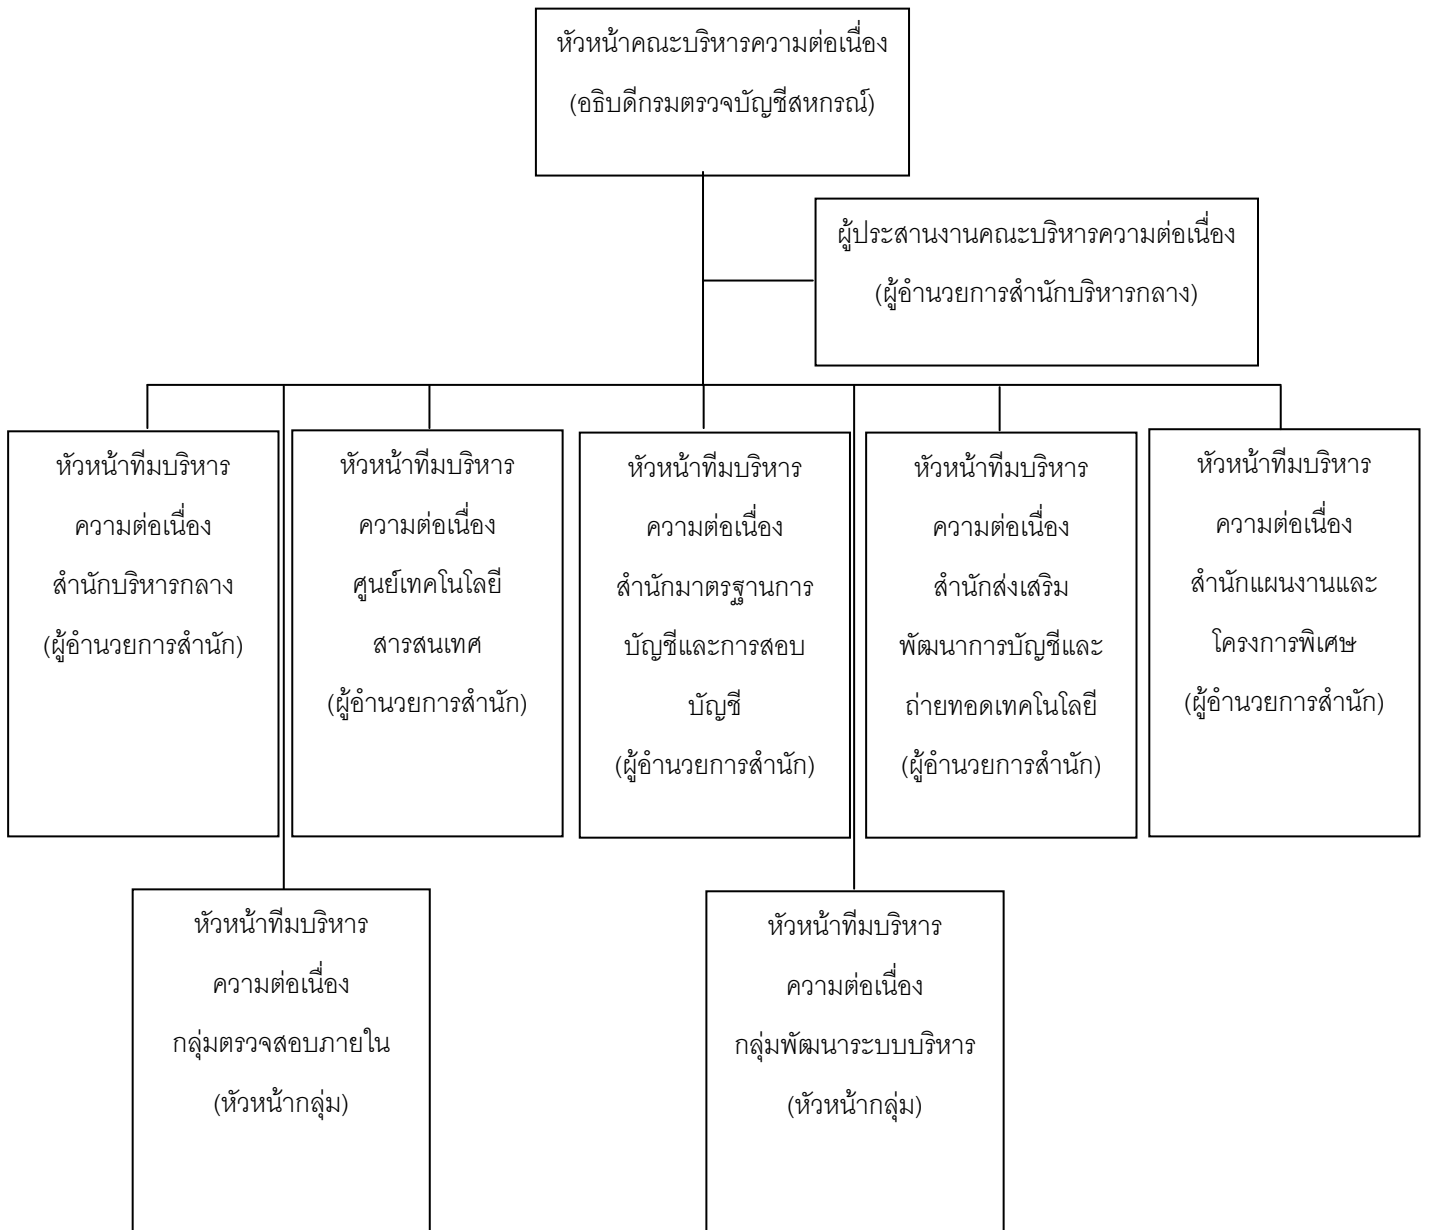 หัวหน้าคณะบริหารความต่อเนื่อง
(อธิบดีกรมตรวจบัญชีสหกรณ์)
ผู้ประสานงานคณะบริหารความต่อเนื่อง
(ผู้อำนวยการสำนักบริหารกลาง)
หัวหน้าทีมบริหาร
ความต่อเนื่อง
สำนักบริหารกลาง
(ผู้อำนวยการสำนัก)
หัวหน้าทีมบริหาร
ความต่อเนื่อง
ศูนย์เทคโนโลยี
สารสนเทศ
(ผู้อำนวยการสำนัก)
หัวหน้าทีมบริหาร
ความต่อเนื่อง
สำนักมาตรฐานการ
บัญชีและการสอบ
บัญชี
(ผู้อำนวยการสำนัก)
หัวหน้าทีมบริหาร
ความต่อเนื่อง
สำนักส่งเสริม
พัฒนาการบัญชีและ
ถ่ายทอดเทคโนโลยี
(ผู้อำนวยการสำนัก)
หัวหน้าทีมบริหาร
ความต่อเนื่อง
สำนักแผนงานและ
โครงการพิเศษ
(ผู้อำนวยการสำนัก)
หัวหน้าทีมบริหาร
ความต่อเนื่อง
กลุ่มตรวจสอบภายใน
(หัวหน้ากลุ่ม)
หัวหน้าทีมบริหาร
ความต่อเนื่อง
กลุ่มพัฒนาระบบบริหาร
(หัวหน้ากลุ่ม)